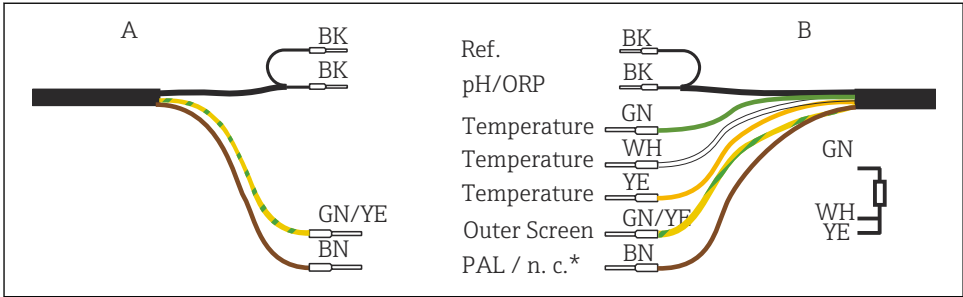 A
BK
BK
GN/YE
BN
B
Ref. BK
pH/ORP BK
Temperature GN
Temperature WH
Temperature YE
Outer Screen GN/YE
PAL / n. c.* BN
GN
WH
YE